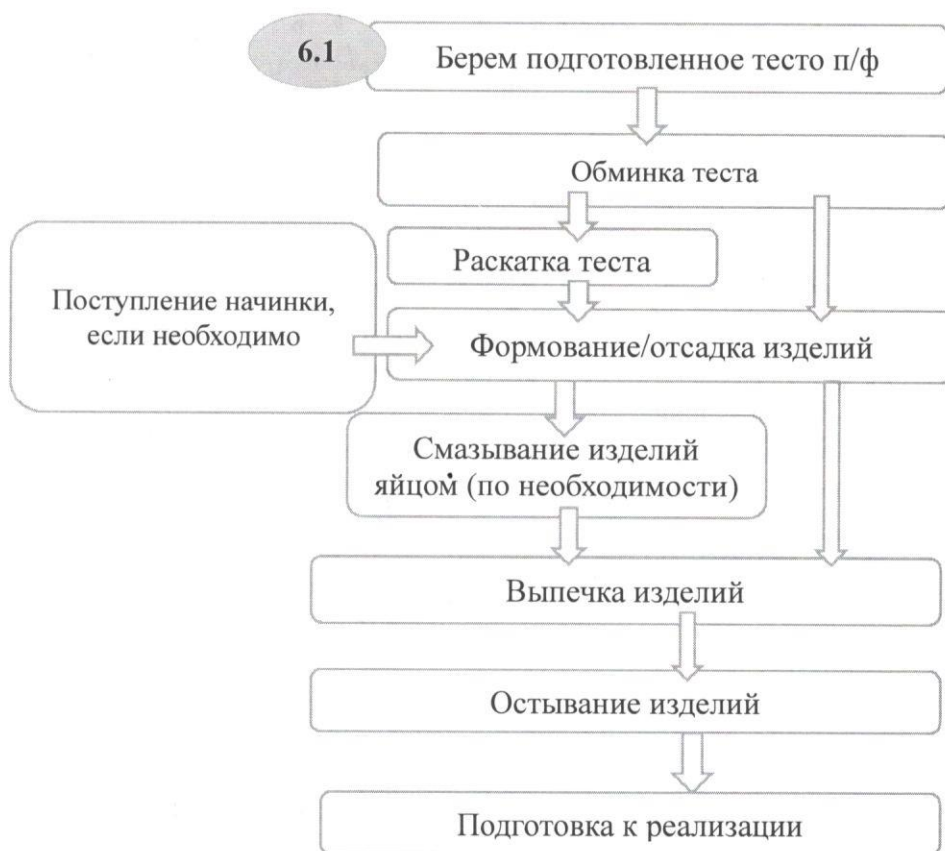 6.1
Берем подготовленное тесто п/ф
Обминка теста
Раскатка теста
Поступление начинки,
если необходимо
Формование/отсадка изделий
Смазывание изделий
яйцом (по необходимости)
Выпечка изделий
Остывание изделий
Подготовка к реализации